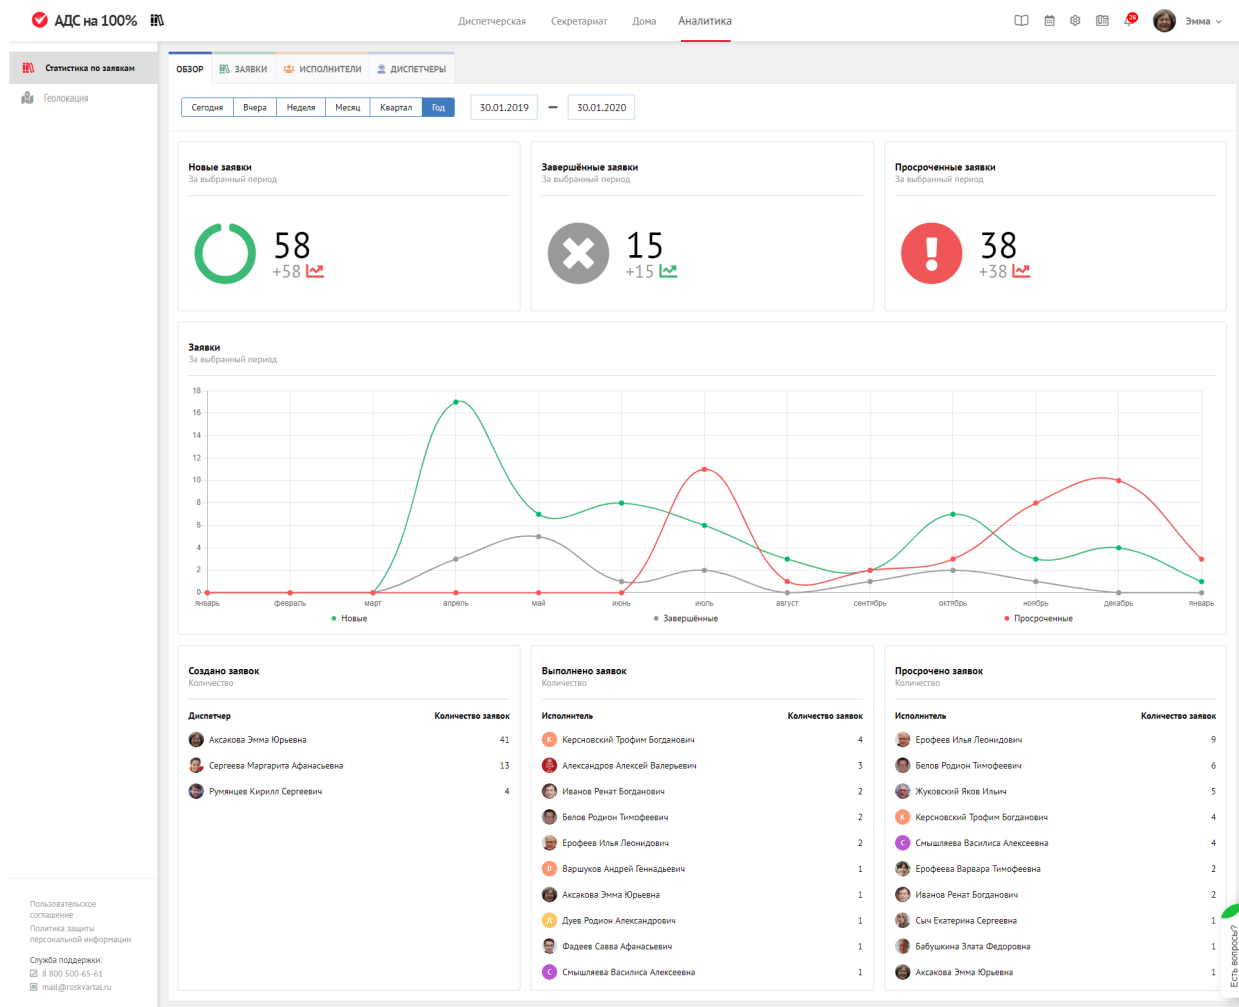 АДС на 100%
Диспетчерская Секретариат Дома Аналитика
26
Эмма
Статистика по заявкам
Геолокация
ОБЗОР ЗАЯВКИ ИСПОЛНИТЕЛИ ДИСПЕТЧЕРЫ
Сегодня Вчера Неделя Месяц Квартал Год 30.01.2019 — 30.01.2020
Новые заявки
За выбранный период
58
+58
Завершённые заявки
За выбранный период
15
+15
Просроченные заявки
За выбранный период
38
+38
Заявки
За выбранный период
18
16
14
12
10
8
6
4
2
0
январь февраль март апрель май июнь июль август сентябрь октябрь ноябрь декабрь январь
Новые Завершённые Просроченные
Создано заявок
Количество
Диспетчер Количество заявок
Аксакова Эмма Юрьевна 41
Сергеева Маргарита Афанасьевна 13
Румянцев Кирилл Сергеевич 4
Выполнено заявок
Количество
Исполнитель Количество заявок
К Керсновский Трофим Богданович 4
Александров Алексей Валерьевич 3
Иванов Ренат Богданович 2
Белов Родион Тимофеевич 2
Ерофеев Илья Леонидович 2
В Варшуков Андрей Геннадьевич 1
Аксакова Эмма Юрьевна 1
Д Дуев Родион Александрович 1
Фадеев Савва Афанасьевич 1
С Смышляева Василиса Алексеевна 1
Просрочено заявок
Количество
Исполнитель Количество заявок
Ерофеев Илья Леонидович 9
Белов Родион Тимофеевич 6
Жуковский Яков Ильич 5
К Керсновский Трофим Богданович 4
С Смышляева Василиса Алексеевна 4
Ерофеева Варвара Тимофеевна 2
Иванов Ренат Богданович 2
Сыч Екатерина Сергеевна 1
Бабушкина Злата Федоровна 1
Аксакова Эмма Юрьевна 1
Пользовательское
соглашение
Политика защиты
персональной информации
Служба поддержки:
8 800 500-65-61
mail@roskvartal.ru
Есть вопросы?